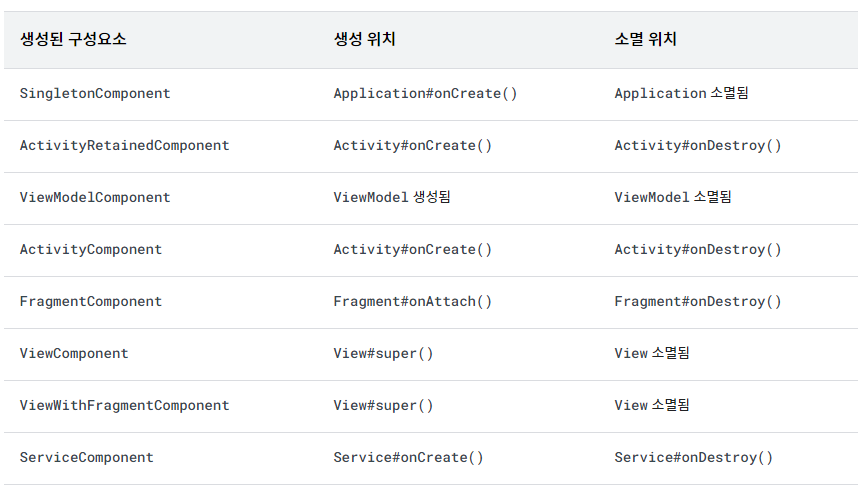 생성된 구성요소 생성 위치 소멸 위치
SingletonComponent Application#onCreate() Application 소멸됨
ActivityRetainedComponent Activity#onCreate() Activity#onDestroy()
ViewModelComponent ViewModel 생성됨 ViewModel 소멸됨
ActivityComponent Activity#onCreate() Activity#onDestroy()
FragmentComponent Fragment#onAttach() Fragment#onDestroy()
ViewComponent View#super() View 소멸됨
ViewWithFragmentComponent View#super() View 소멸됨
ServiceComponent Service#onCreate() Service#onDestroy()